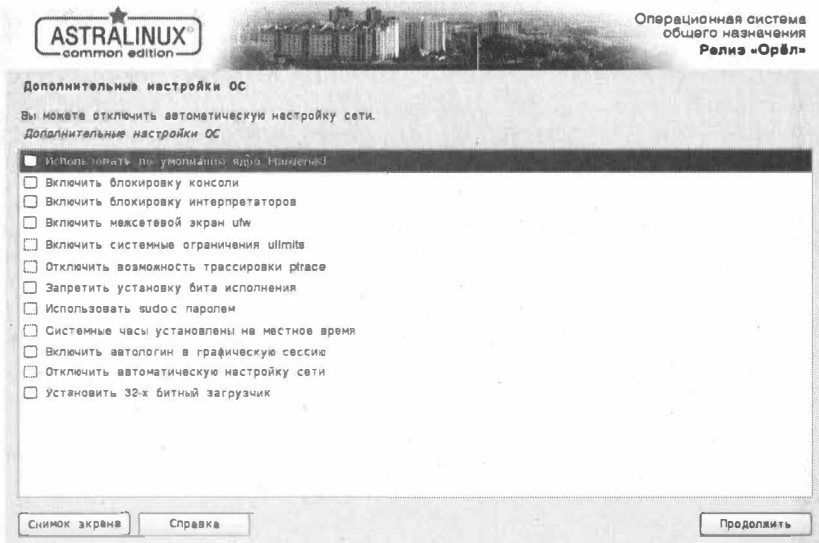 ASTRALINUX®
common edition
Операционная система
общего назначения
Релиз «Орёл»
Дополнительные настройки ОС
Вы можете отключить автоматическую настройку сети.
Дополнительные настройки ОС
Использовать по умолчанию ядро Hardened
Включить блокировку консоли
Включить блокировку интерпретаторов
Включить межсетевой экран ufw
Включить системные ограничения ulimits
Отключить возможность трассировки ptrace
Запретить установку бита исполнения
Использовать sudo с паролем
Системные часы установлены на местное время
Включить автологин в графическую сессию
Отключить автоматическую настройку сети
Установить 32-х битный загрузчик
Снимок экрана
Справка
Продолжить